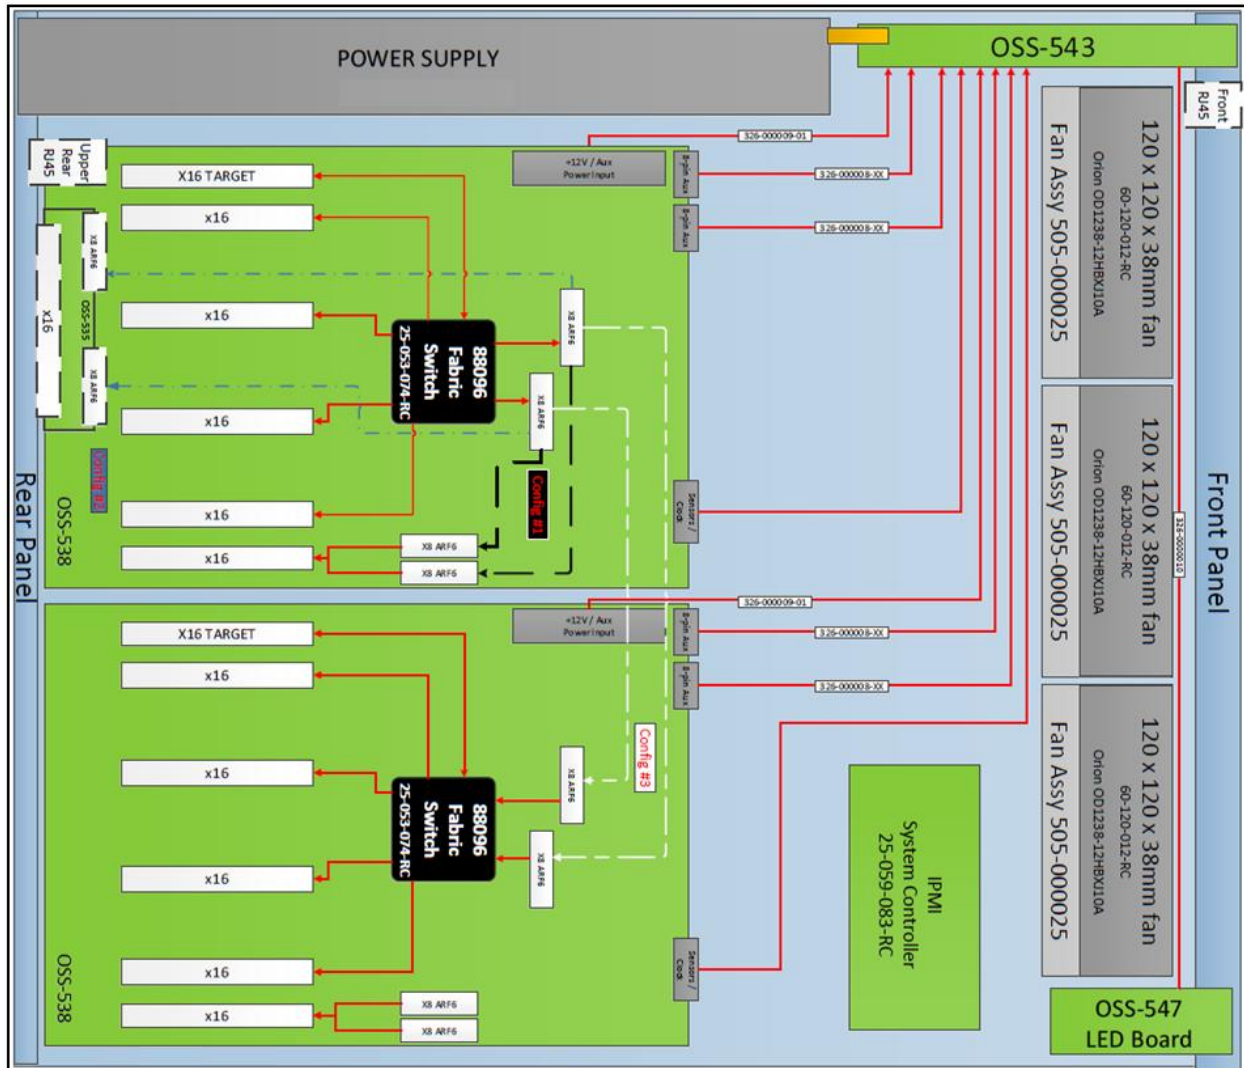 POWER SUPPLY
OSS-543
Front
RJ45
326-000009-01
Upper
Rear
RJ45
+12V / Aux
Power Input
8-pin Aux
326-000008-XX
8-pin Aux
326-000008-XX
X16 TARGET
x16
x16
x16
x16
x16
X8 ARF6
OSS-535
x16
X8 ARF6
88096
Fabric
Switch
25-053-074-RC
X8 ARF6
X8 ARF6
Config #2
Config #1
X8 ARF6
X8 ARF6
Sensors /
Clock
OSS-538
Rear Panel
120 x 120 x 38mm fan
60-120-012-RC
Orion OD1238-12HBXJ10A
Fan Assy 505-000025
120 x 120 x 38mm fan
60-120-012-RC
Orion OD1238-12HBXJ10A
Fan Assy 505-000025
120 x 120 x 38mm fan
60-120-012-RC
Orion OD1238-12HBXJ10A
Fan Assy 505-000025
326-0000010
Front Panel
326-000009-01
+12V / Aux
Power Input
8-pin Aux
326-000008-XX
8-pin Aux
326-000008-XX
X16 TARGET
x16
x16
x16
x16
x16
88096
Fabric
Switch
25-053-074-RC
X8 ARF6
X8 ARF6
Config #3
X8 ARF6
X8 ARF6
Sensors /
Clock
OSS-538
IPMI
System Controller
25-059-083-RC
OSS-547
LED Board